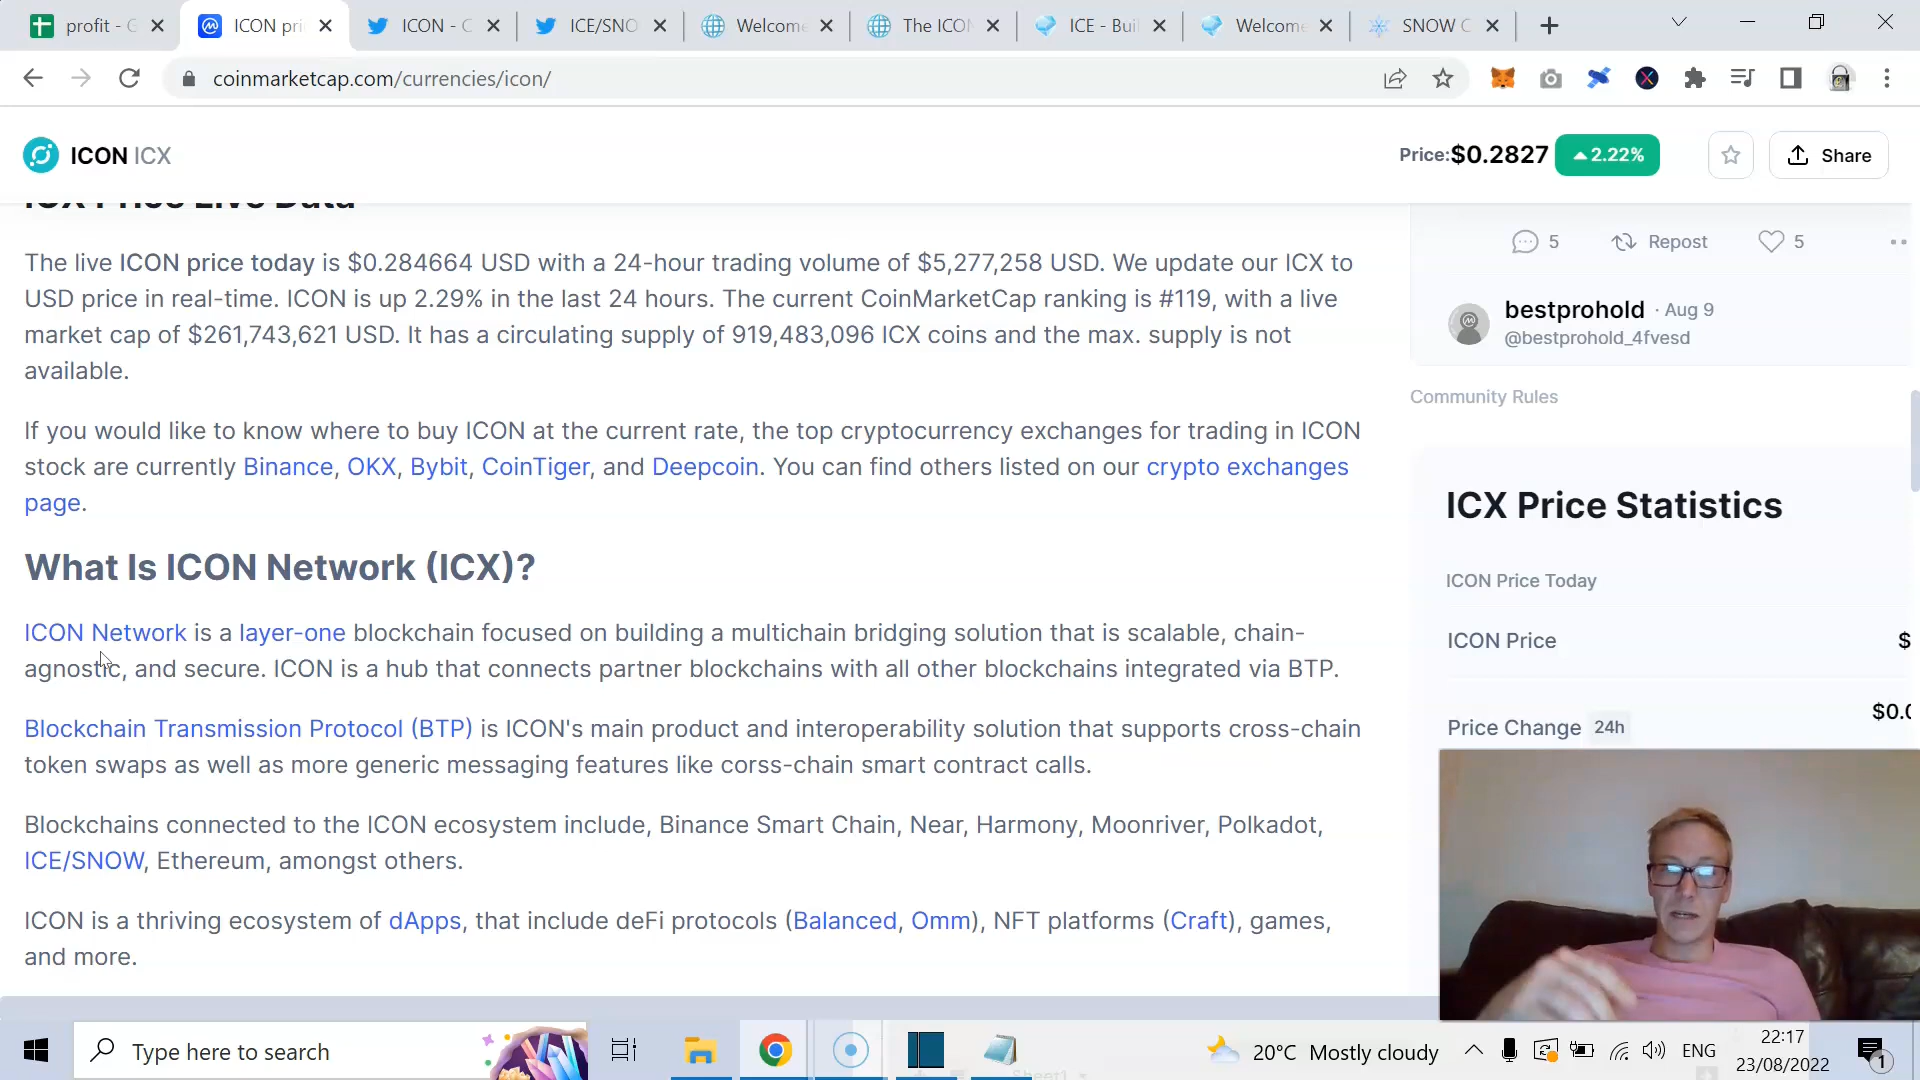 profit - G
ICON pri
ICON - C
ICE/SNO
Welcome
The ICON
ICE - Buil
Welcome
SNOW C
coinmarketcap.com/currencies/icon/
ICON ICX
Price:$0.2827
2.22%
Share
ICX Price Live Data
The live ICON price today is $0.284664 USD with a 24-hour trading volume of $5,277,258 USD. We update our ICX to
USD price in real-time. ICON is up 2.29% in the last 24 hours. The current CoinMarketCap ranking is #119, with a live
market cap of $261,743,621 USD. It has a circulating supply of 919,483,096 ICX coins and the max. supply is not
available.
If you would like to know where to buy ICON at the current rate, the top cryptocurrency exchanges for trading in ICON
stock are currently Binance, OKX, Bybit, CoinTiger, and Deepcoin. You can find others listed on our crypto exchanges
page.
What Is ICON Network (ICX)?
ICON Network is a layer-one blockchain focused on building a multichain bridging solution that is scalable, chain-
agnostic, and secure. ICON is a hub that connects partner blockchains with all other blockchains integrated via BTP.
Blockchain Transmission Protocol (BTP) is ICON's main product and interoperability solution that supports cross-chain
token swaps as well as more generic messaging features like corss-chain smart contract calls.
Blockchains connected to the ICON ecosystem include, Binance Smart Chain, Near, Harmony, Moonriver, Polkadot,
ICE/SNOW, Ethereum, amongst others.
ICON is a thriving ecosystem of dApps, that include deFi protocols (Balanced, Omm), NFT platforms (Craft), games,
and more.
5
Repost
5
bestprohold · Aug 9
@bestprohold_4fvesd
Community Rules
ICX Price Statistics
ICON Price Today
ICON Price
$
Price Change 24h
$0.0
Type here to search
Sheet1
20°C Mostly cloudy
ENG
22:17
23/08/2022
1